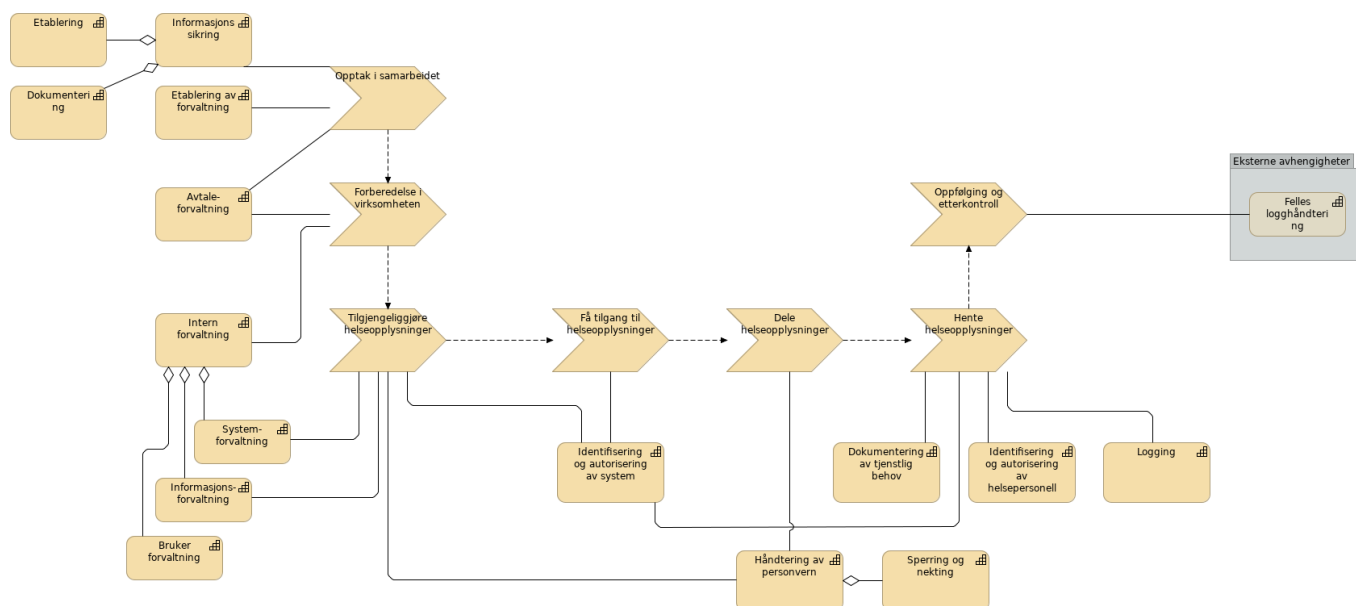 Etablering
Informasjons
sikring
Opptak i samarbeidet
Dokumenteri
ng
Etablering av
forvaltning
Eksterne avhengigheter
Avtale-
forvaltning
Forberedelse i
virksomheten
Oppfølging og
etterkontroll
Felles
logghåndteri
ng
Intern
forvaltning
Tilgjengeliggjøre
helseopplysninger
Få tilgang til
helseopplysninger
Dele
helseopplysninger
Hente
helseopplysninger
System-
forvaltning
Identifisering
og autorisering
av system
Dokumentering
av tjenstlig
behov
Identifisering
og autorisering
av
helsepersonell
Logging
Informasjons-
forvaltning
Bruker
forvaltning
Håndtering av
personvern
Sperring og
nekting